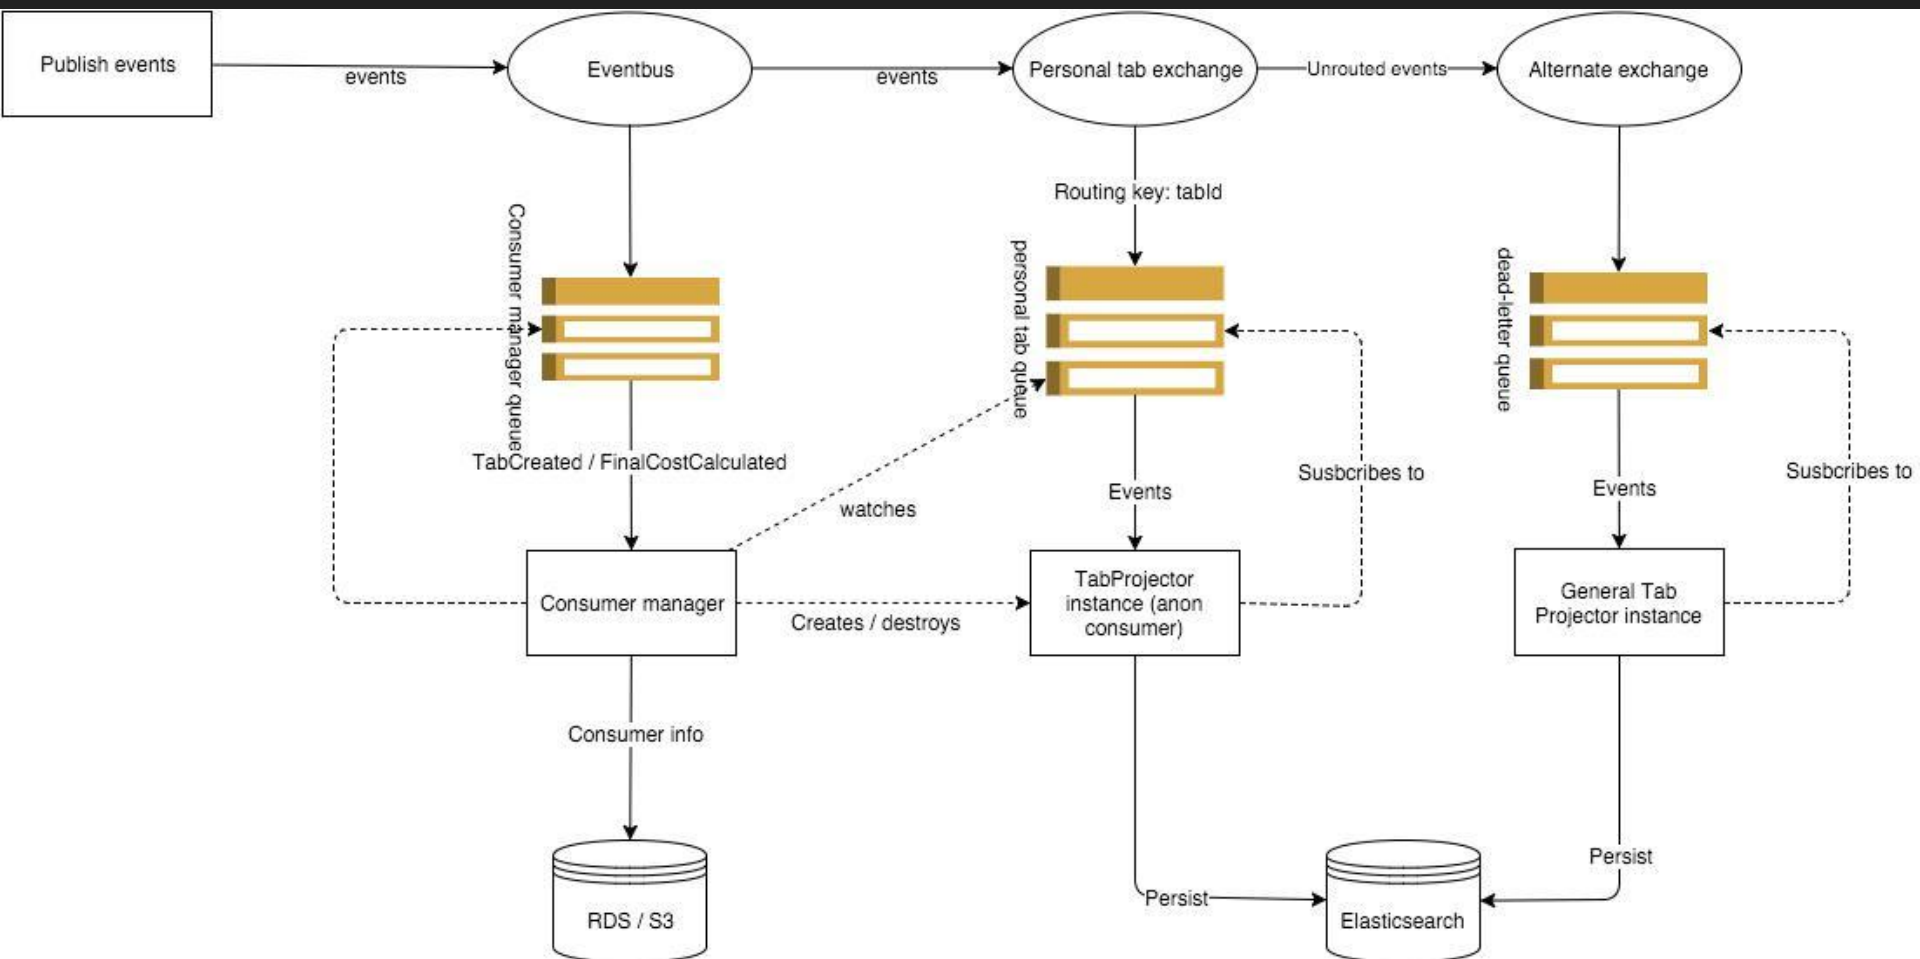 Publish events
events
Eventbus
events
Personal tab exchange
Unrouted events
Alternate exchange
Routing key: tabId
Consumer manager queue
personal tab queue
dead-letter queue
TabCreated / FinalCostCalculated
watches
Events
Susbcribes to
Events
Susbcribes to
Consumer manager
Creates / destroys
TabProjector
instance (anon
consumer)
General Tab
Projector instance
Consumer info
Persist
Persist
RDS / S3
Elasticsearch